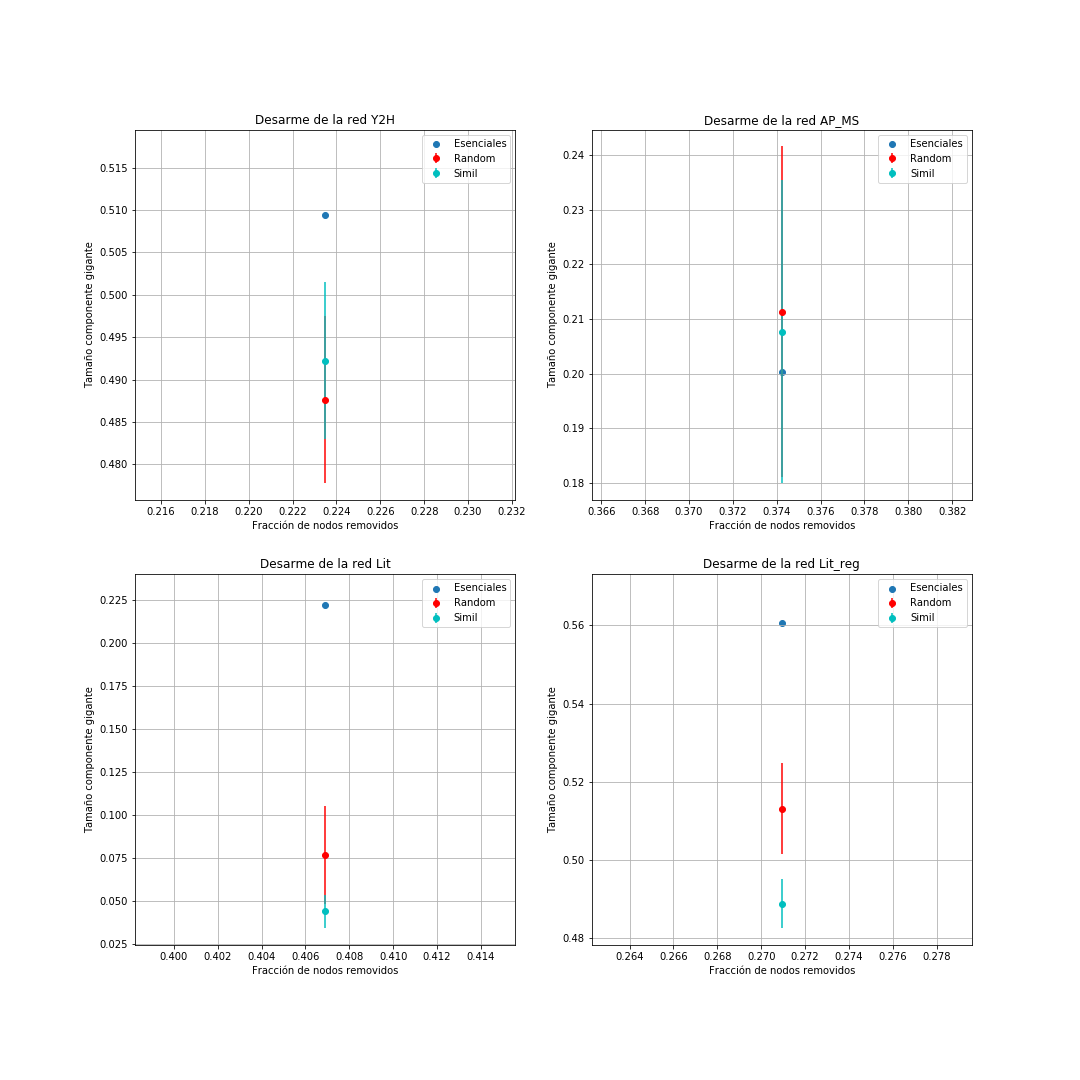 Desarme de la red Y2H
Tamaño componente gigante
0.515
0.510
0.505
0.500
0.495
0.490
0.485
0.480
Esenciales
Random
Simil
0.216 0.218 0.220 0.222 0.224 0.226 0.228 0.230 0.232
Fracción de nodos removidos
Desarme de la red AP_MS
Tamaño componente gigante
0.24
0.23
0.22
0.21
0.20
0.19
0.18
Esenciales
Random
Simil
0.366 0.368 0.370 0.372 0.374 0.376 0.378 0.380 0.382
Fracción de nodos removidos
Desarme de la red Lit
Tamaño componente gigante
0.225
0.200
0.175
0.150
0.125
0.100
0.075
0.050
0.025
Esenciales
Random
Simil
0.400 0.402 0.404 0.406 0.408 0.410 0.412 0.414
Fracción de nodos removidos
Desarme de la red Lit_reg
Tamaño componente gigante
0.56
0.54
0.52
0.50
0.48
Esenciales
Random
Simil
0.264 0.266 0.268 0.270 0.272 0.274 0.276 0.278
Fracción de nodos removidos